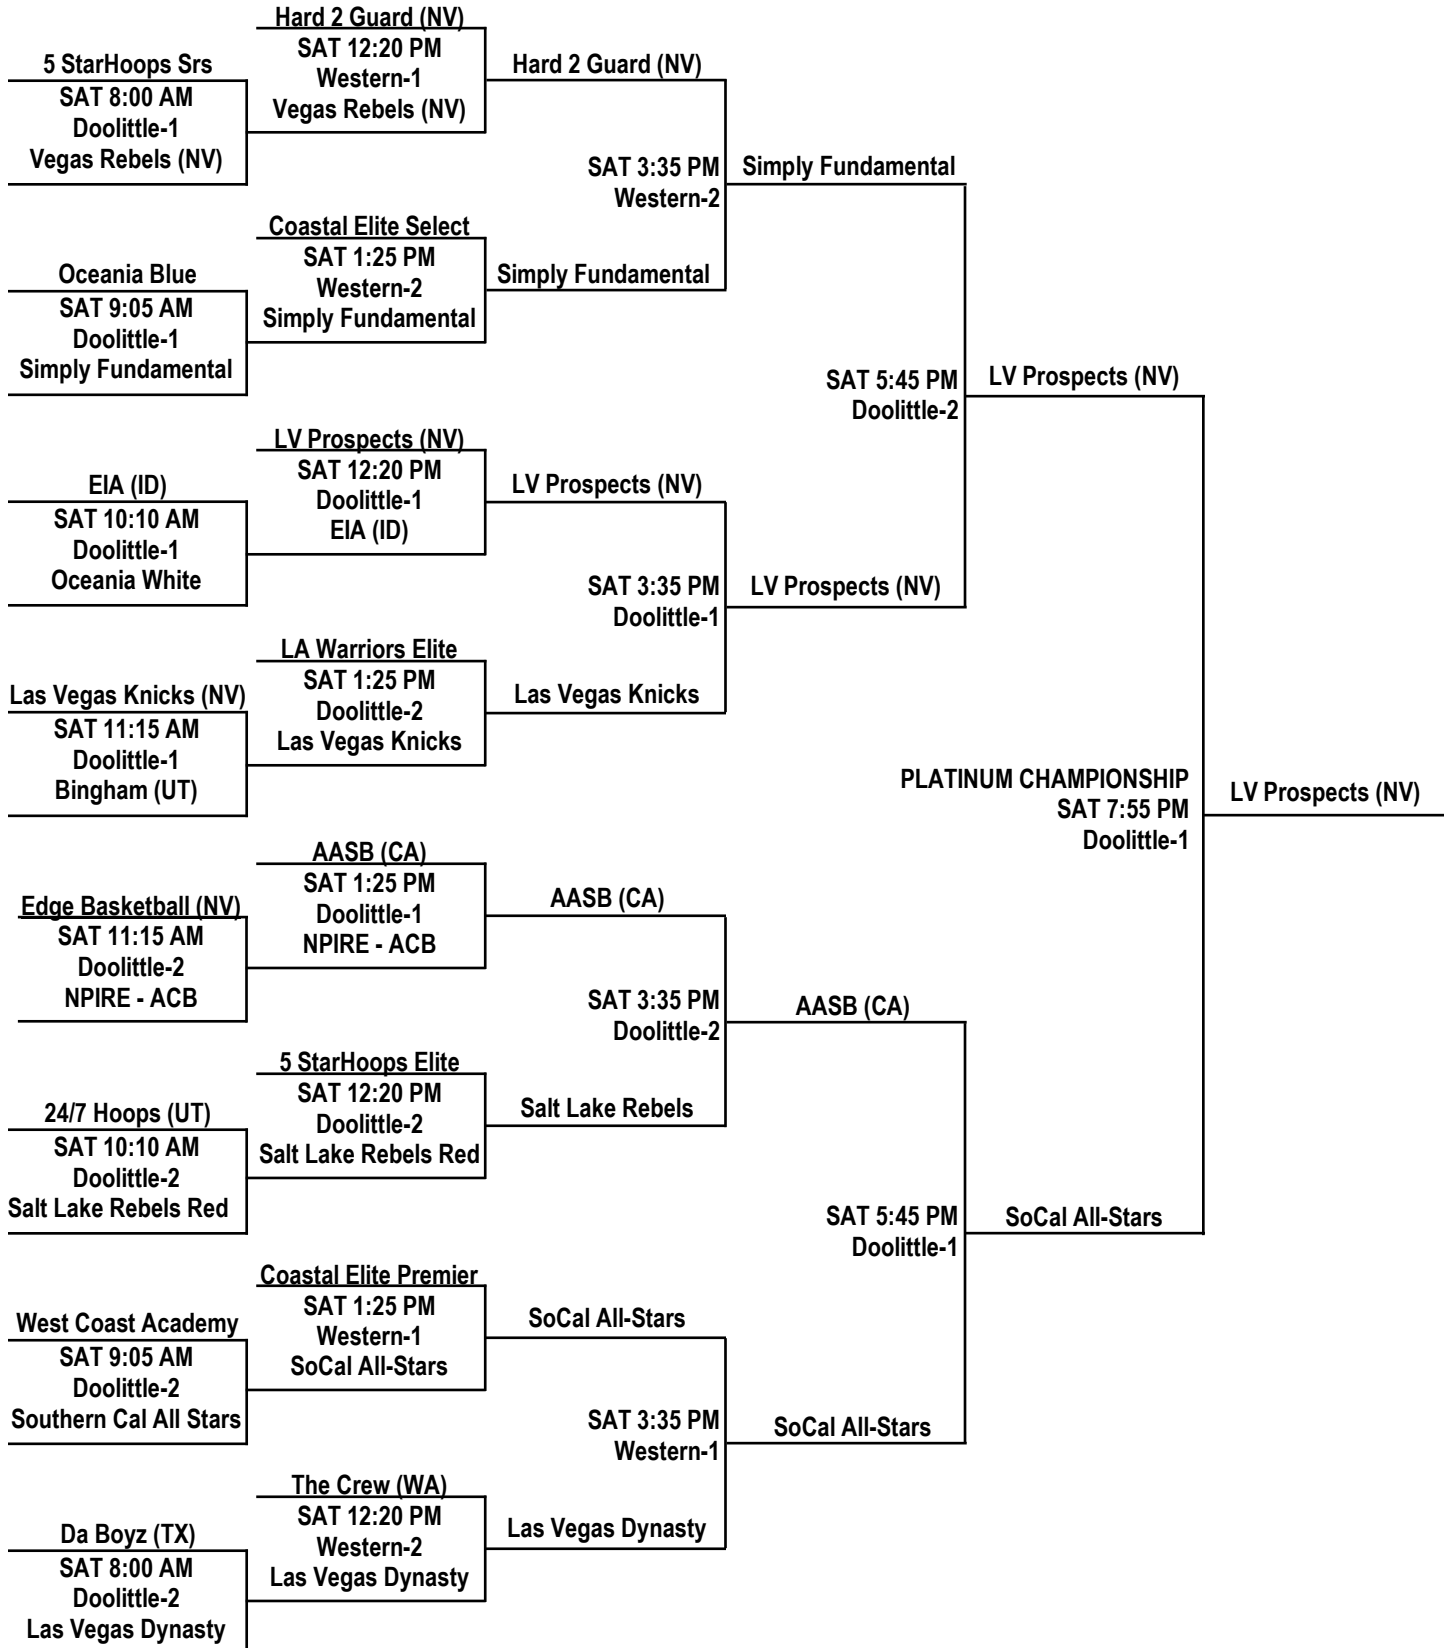 Hard 2 Guard (NV)
5 StarHoops Srs
SAT 12:20 PM
Western-1
Vegas Rebels (NV)
Hard 2 Guard (NV)
SAT 8:00 AM
Doolittle-1
Vegas Rebels (NV)
SAT 3:35 PM
Western-2
Simply Fundamental
Coastal Elite Select
Oceania Blue
SAT 1:25 PM
Western-2
Simply Fundamental
Simply Fundamental
SAT 9:05 AM
Doolittle-1
Simply Fundamental
SAT 5:45 PM
Doolittle-2
LV Prospects (NV)
LV Prospects (NV)
EIA (ID)
SAT 12:20 PM
Doolittle-1
EIA (ID)
LV Prospects (NV)
SAT 10:10 AM
Doolittle-1
Oceania White
SAT 3:35 PM
Doolittle-1
LV Prospects (NV)
LA Warriors Elite
Las Vegas Knicks (NV)
SAT 1:25 PM
Doolittle-2
Las Vegas Knicks
Las Vegas Knicks
SAT 11:15 AM
Doolittle-1
Bingham (UT)
PLATINUM CHAMPIONSHIP
SAT 7:55 PM
Doolittle-1
LV Prospects (NV)
AASB (CA)
Edge Basketball (NV)
SAT 1:25 PM
Doolittle-1
NPIRE - ACB
AASB (CA)
SAT 11:15 AM
Doolittle-2
NPIRE - ACB
SAT 3:35 PM
Doolittle-2
AASB (CA)
5 StarHoops Elite
24/7 Hoops (UT)
SAT 12:20 PM
Doolittle-2
Salt Lake Rebels Red
Salt Lake Rebels
SAT 10:10 AM
Doolittle-2
Salt Lake Rebels Red
SAT 5:45 PM
Doolittle-1
SoCal All-Stars
Coastal Elite Premier
West Coast Academy
SAT 1:25 PM
Western-1
SoCal All-Stars
SoCal All-Stars
SAT 9:05 AM
Doolittle-2
Southern Cal All Stars
SAT 3:35 PM
Western-1
SoCal All-Stars
The Crew (WA)
Da Boyz (TX)
SAT 12:20 PM
Western-2
Las Vegas Dynasty
Las Vegas Dynasty
SAT 8:00 AM
Doolittle-2
Las Vegas Dynasty